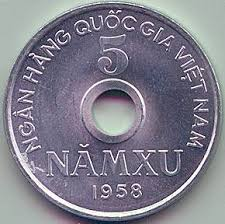 NGÂN HÀNG QUỐC GIA VIỆT NAM
5
NĂM XU
1958